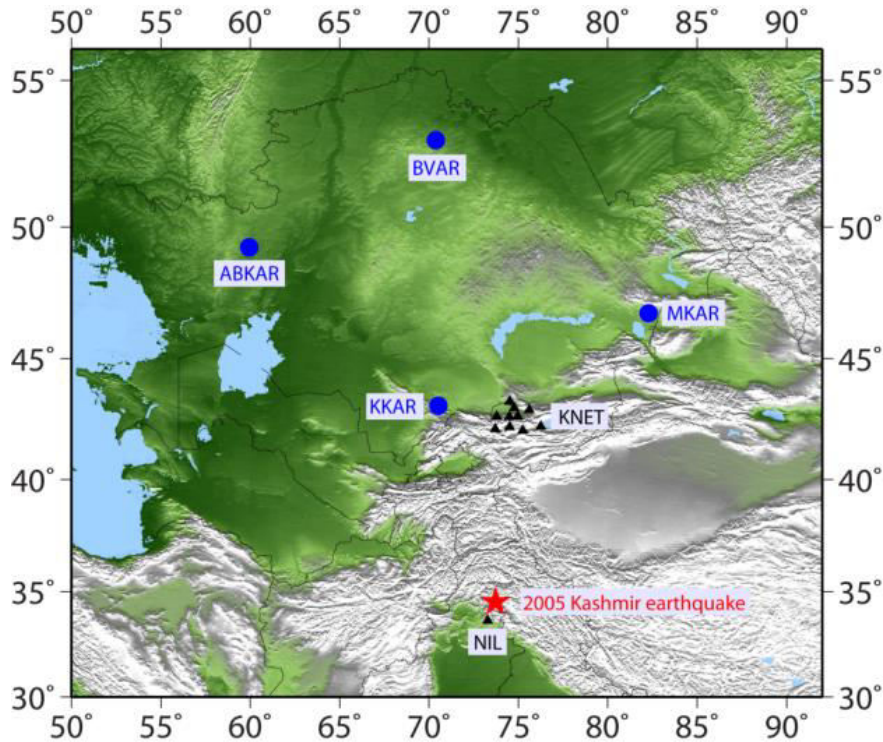 50° 55° 60° 65° 70° 75° 80° 85° 90°
55° 55°
BVAR
50° 50°
ABKAR
MKAR
45° 45°
KKAR
KNET
40° 40°
35° 35°
2005 Kashmir earthquake
NIL
30° 30°
50° 55° 60° 65° 70° 75° 80° 85° 90°